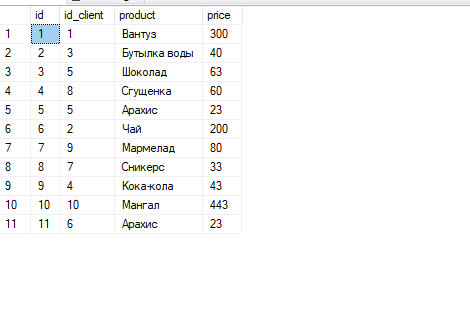 id id_client product price
1 1 1 Вантуз 300
2 2 3 Бутылка воды 40
3 3 5 Шоколад 63
4 4 8 Сгущенка 60
5 5 5 Арахис 23
6 6 2 Чай 200
7 7 9 Мармелад 80
8 8 7 Сникерс 33
9 9 4 Кока-кола 43
10 10 10 Мангал 443
11 11 6 Арахис 23